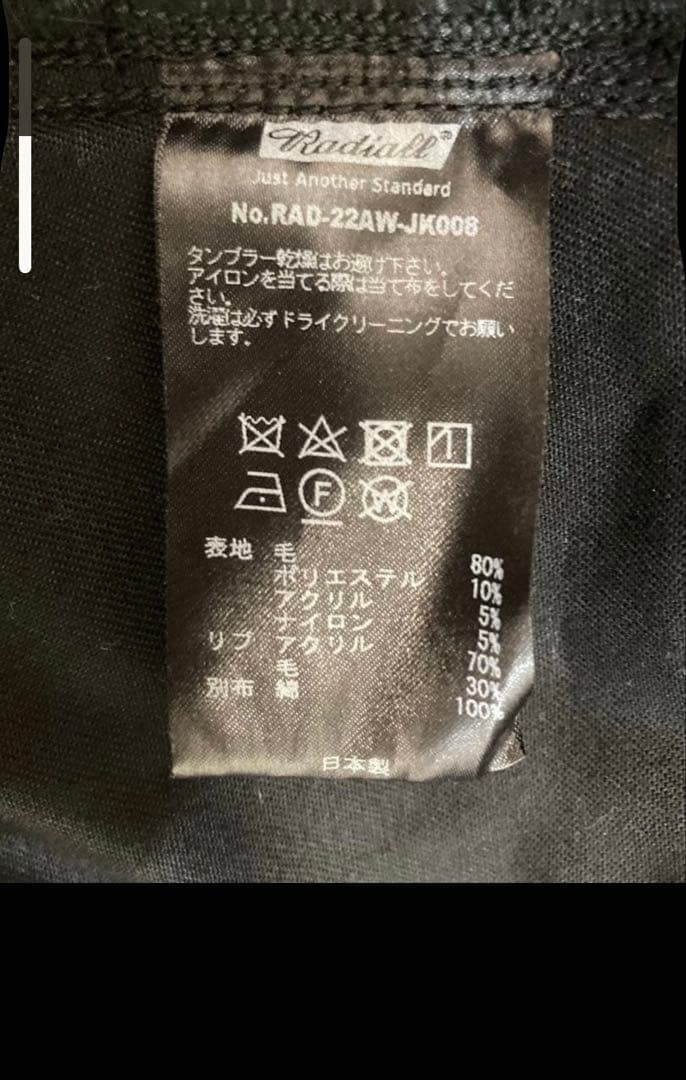 Radiall®
Just Another Standard
No.RAD-22AW-JK008
タンブラー乾燥はお避け下さい。
アイロンを当てる際は当て布をしてくだ
さい。
洗濯は必ずドライクリーニングでお願い
します。
F
W
表地 毛 80%
ポリエステル 10%
アクリル 5%
ナイロン 5%
リブ アクリル 70%
毛 30%
別布 綿 100%
日本製